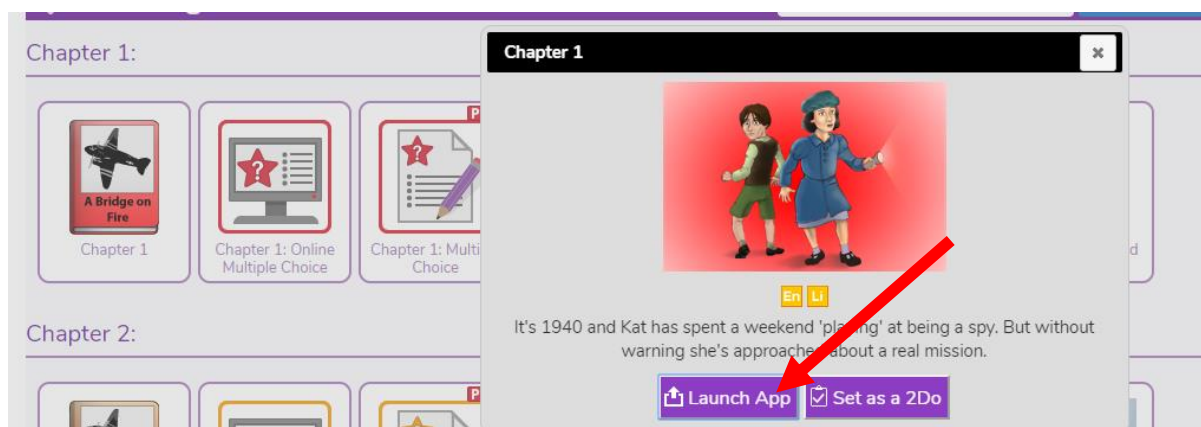 Chapter 1:
A Bridge on
Fire
Chapter 1
Chapter 1: Online
Multiple Choice
P
Chapter 1: Multi
Choice
Chapter 1
En Li
It's 1940 and Kat has spent a weekend 'playing' at being a spy. But without
warning she's approached about a real mission.
Launch App
Set as a 2Do
d
Chapter 2:
P